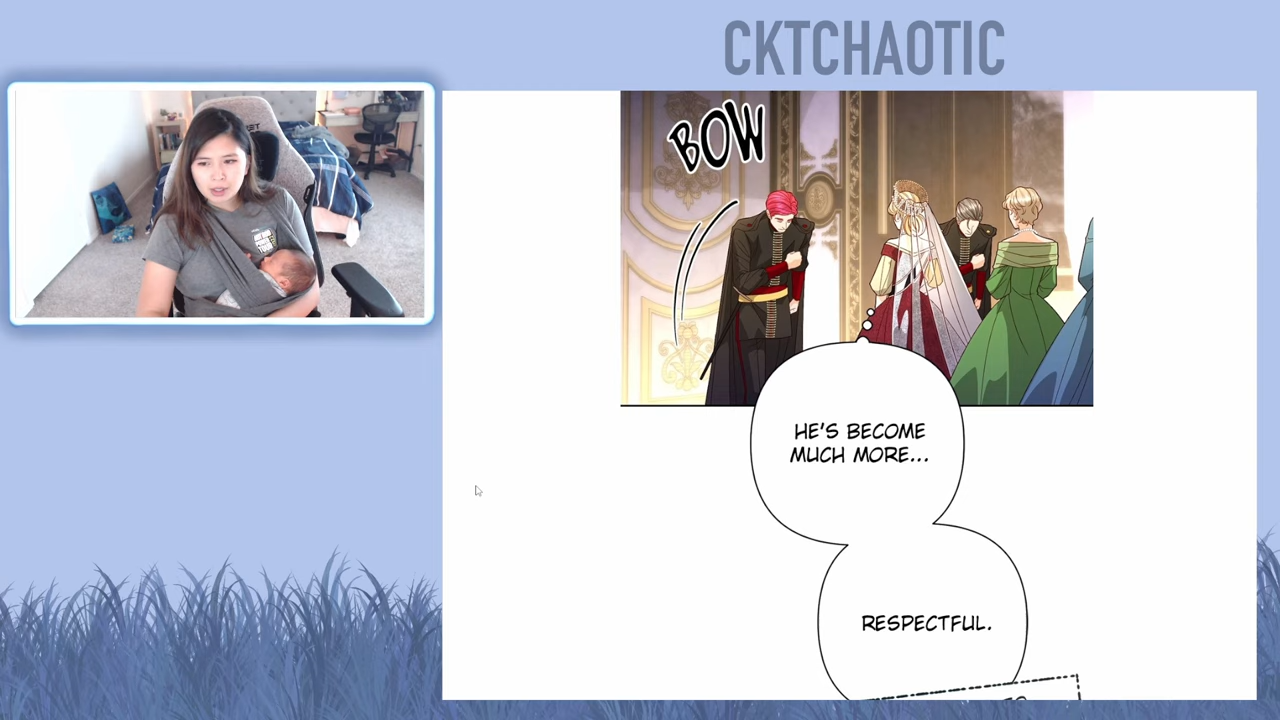 CKTCHAOTIC
BOW
HE'S BECOME
MUCH MORE...
RESPECTFUL.